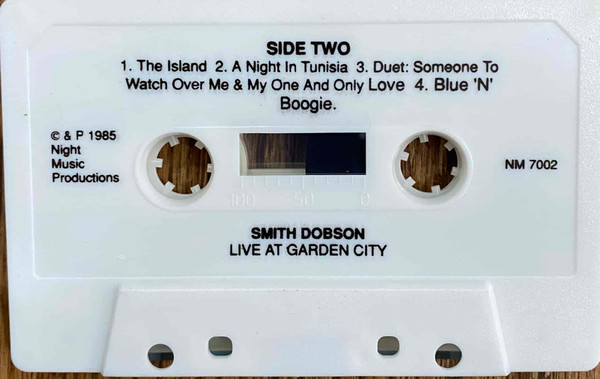 SIDE TWO
1. The Island 2. A Night In Tunisia 3. Duet: Someone To
Watch Over Me & My One And Only Love 4. Blue 'N'
Boogie.
© & P 1985
Night
Music
Productions
NM 7002
100 50 0
SMITH DOBSON
LIVE AT GARDEN CITY